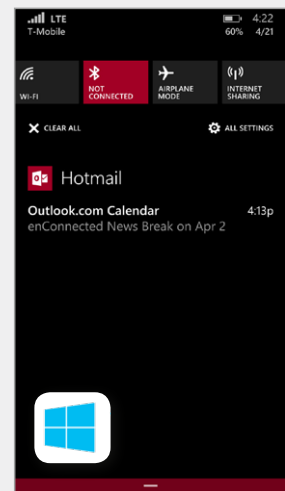 LTE 4:22
T-Mobile 60% 4/21
WI-FI
NOT CONNECTED
AIRPLANE MODE
INTERNET SHARING
CLEAR ALL ALL SETTINGS
Hotmail
Outlook.com Calendar 4:13p
enConnected News Break on Apr 2